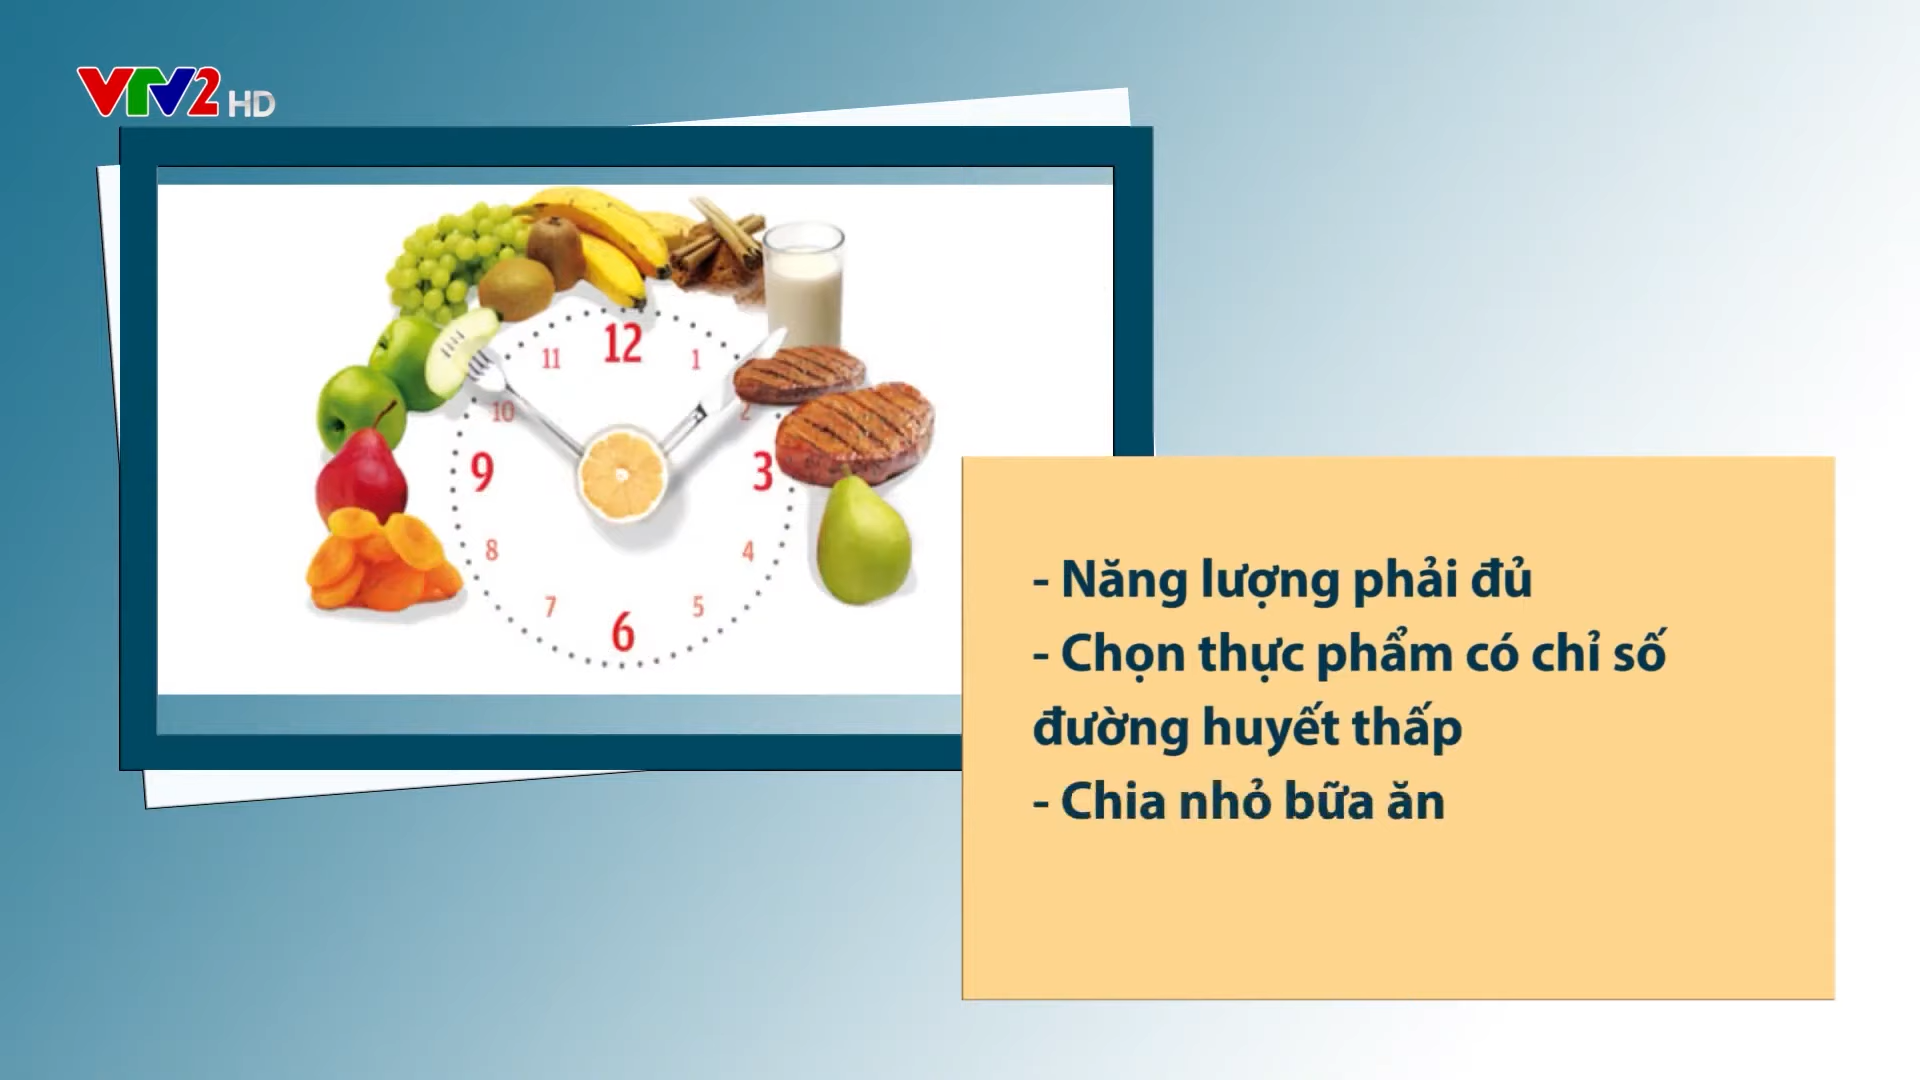 VTV2 HD
12
11
1
10
2
9
3
8
4
7
5
6
- Năng lượng phải đủ
- Chọn thực phẩm có chỉ số
đường huyết thấp
- Chia nhỏ bữa ăn